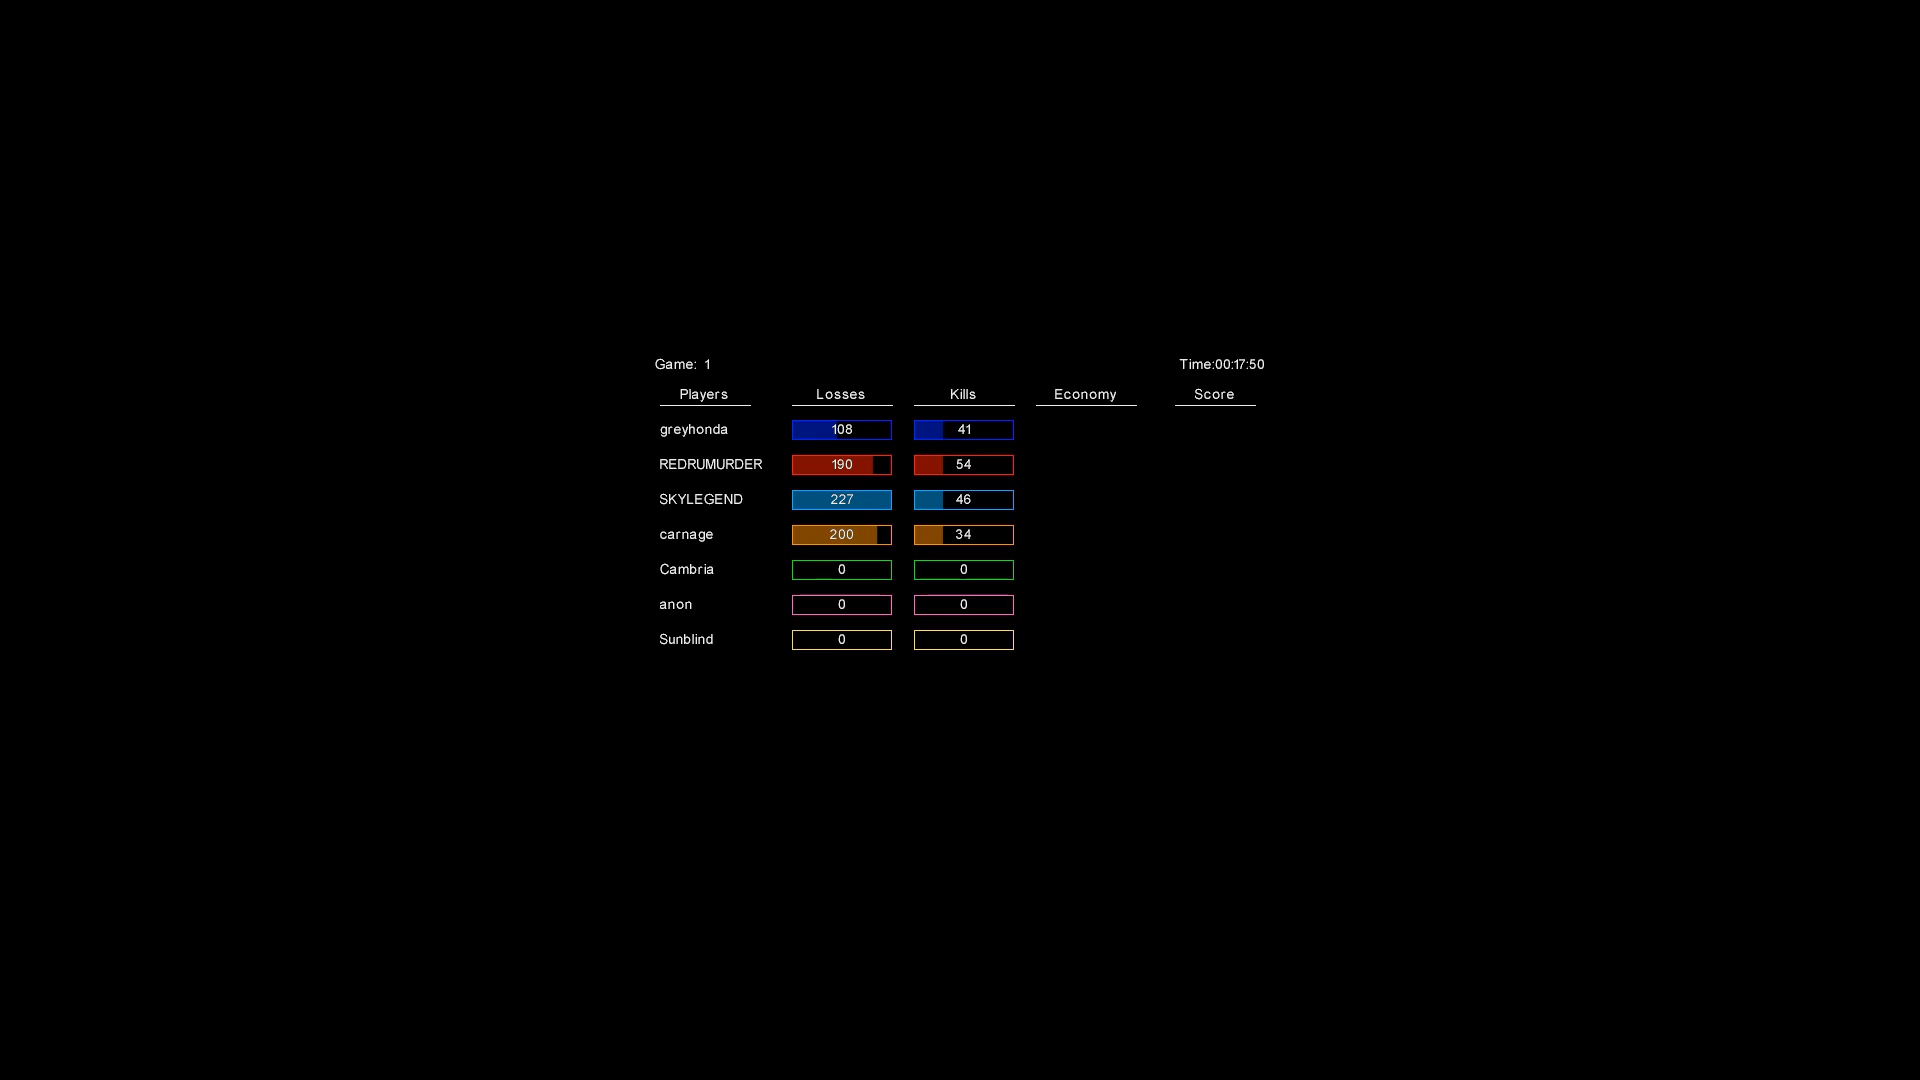 Game: 1 Time:00:17:50
Players Losses Kills Economy Score
greyhonda 108 41
REDRUMURDER 190 54
SKYLEGEND 227 46
carnage 200 34
Cambria 0 0
anon 0 0
Sunblind 0 0